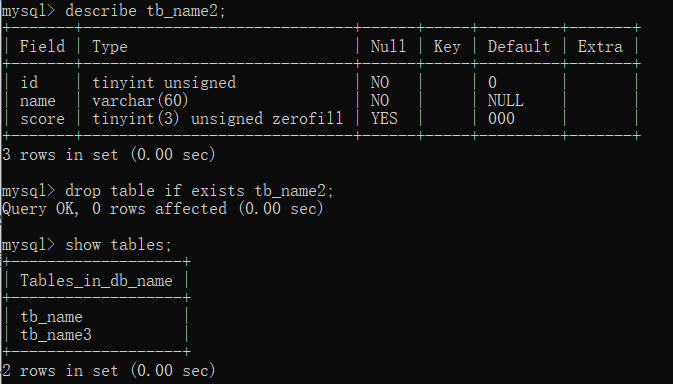 mysql> describe tb_name2;
+-------+------------------------------+------+-----+---------+-------+
| Field | Type                         | Null | Key | Default | Extra |
+-------+------------------------------+------+-----+---------+-------+
| id    | tinyint unsigned             | NO   |     | 0       |       |
| name  | varchar(60)                  | NO   |     | NULL    |       |
| score | tinyint(3) unsigned zerofill | YES  |     | 000     |       |
+-------+------------------------------+------+-----+---------+-------+
3 rows in set (0.00 sec)
mysql> drop table if exists tb_name2;
Query OK, 0 rows affected (0.00 sec)
mysql> show tables;
+-------------------+
| Tables_in_db_name |
+-------------------+
| tb_name           |
| tb_name3          |
+-------------------+
2 rows in set (0.00 sec)